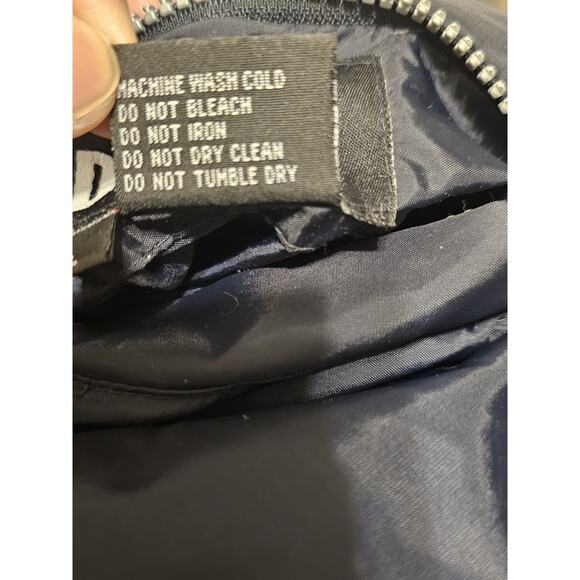 MACHINE WASH COLD
DO NOT BLEACH
DO NOT IRON
DO NOT DRY CLEAN
DO NOT TUMBLE DRY
D